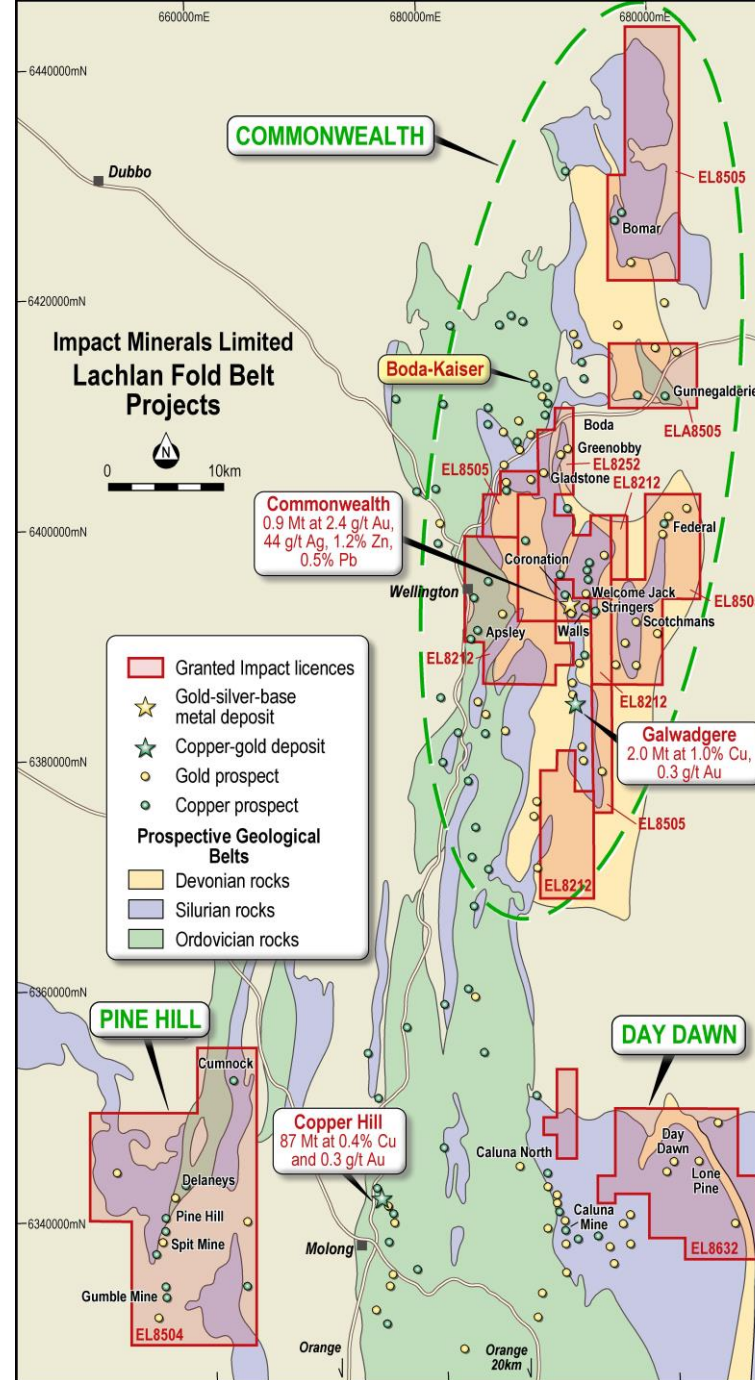 660000mE
680000mE
680000mE
6440000mN
COMMONWEALTH
Dubbo
EL8505
Bomar
6420000mN
Impact Minerals Limited
Lachlan Fold Belt
Projects
Boda-Kaiser
Gunnegalderie
N
0
10km
Boda
ELA8505
Greenobby
EL8252
EL8505
Gladstone
EL8212
Commonwealth
0.9 Mt at 2.4 g/t Au,
44 g/t Ag, 1.2% Zn,
0.5% Pb
Federal
6400000mN
Coronation
Wellington
Welcome Jack
Stringers
EL850
Scotchmans
Apsley
Walls
EL8212
EL8212
Granted Impact licences
Gold-silver-base
metal deposit
Copper-gold deposit
Gold prospect
Copper prospect
Prospective Geological
Belts
Devonian rocks
Silurian rocks
Ordovician rocks
Galwadgere
2.0 Mt at 1.0% Cu,
0.3 g/t Au
6380000mN
EL8505
EL8212
6360000mN
PINE HILL
DAY DAWN
Cumnock
Copper Hill
87 Mt at 0.4% Cu
and 0.3 g/t Au
Day
Dawn
Caluna North
Lone
Pine
Delaneys
Pine Hill
6340000mN
Caluna
Mine
Spit Mine
Molong
EL8632
Gumble Mine
EL8504
Orange
Orange
20km